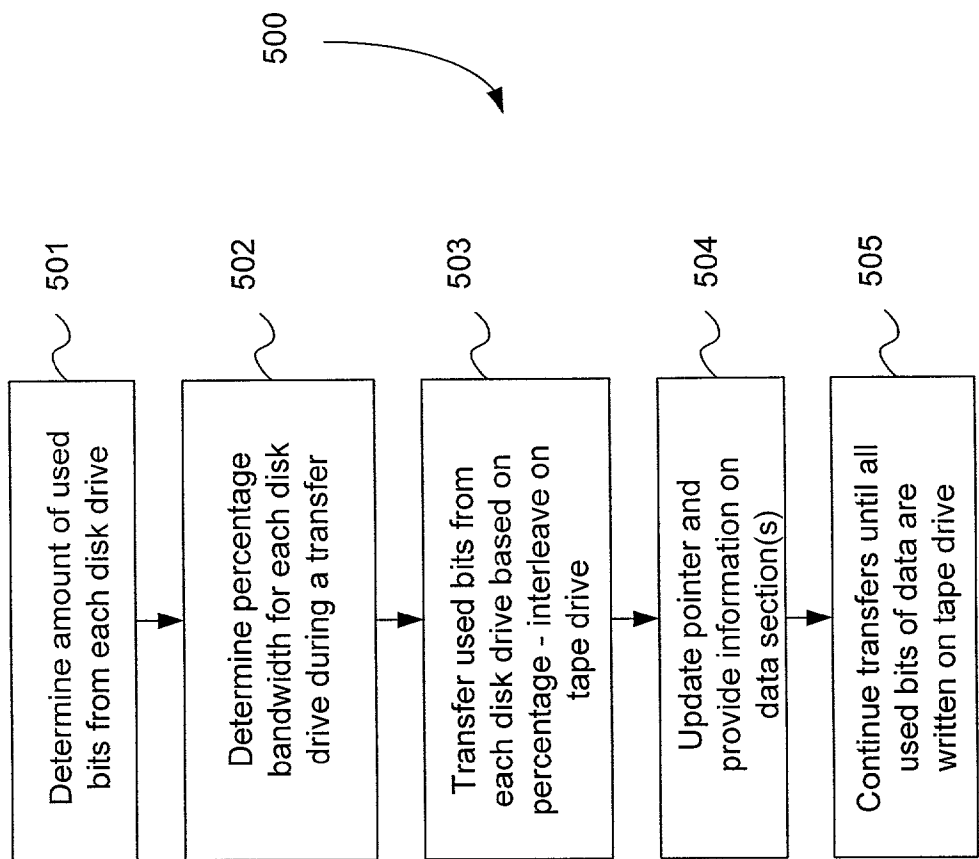 500
Determine amount of used
bits from each disk drive
501
Determine percentage
bandwidth for each disk
drive during a transfer
502
Transfer used bits from
each disk drive based on
percentage - interleave on
tape drive
503
Update pointer and
provide information on
data section(s)
504
Continue transfers until all
used bits of data are
written on tape drive
505